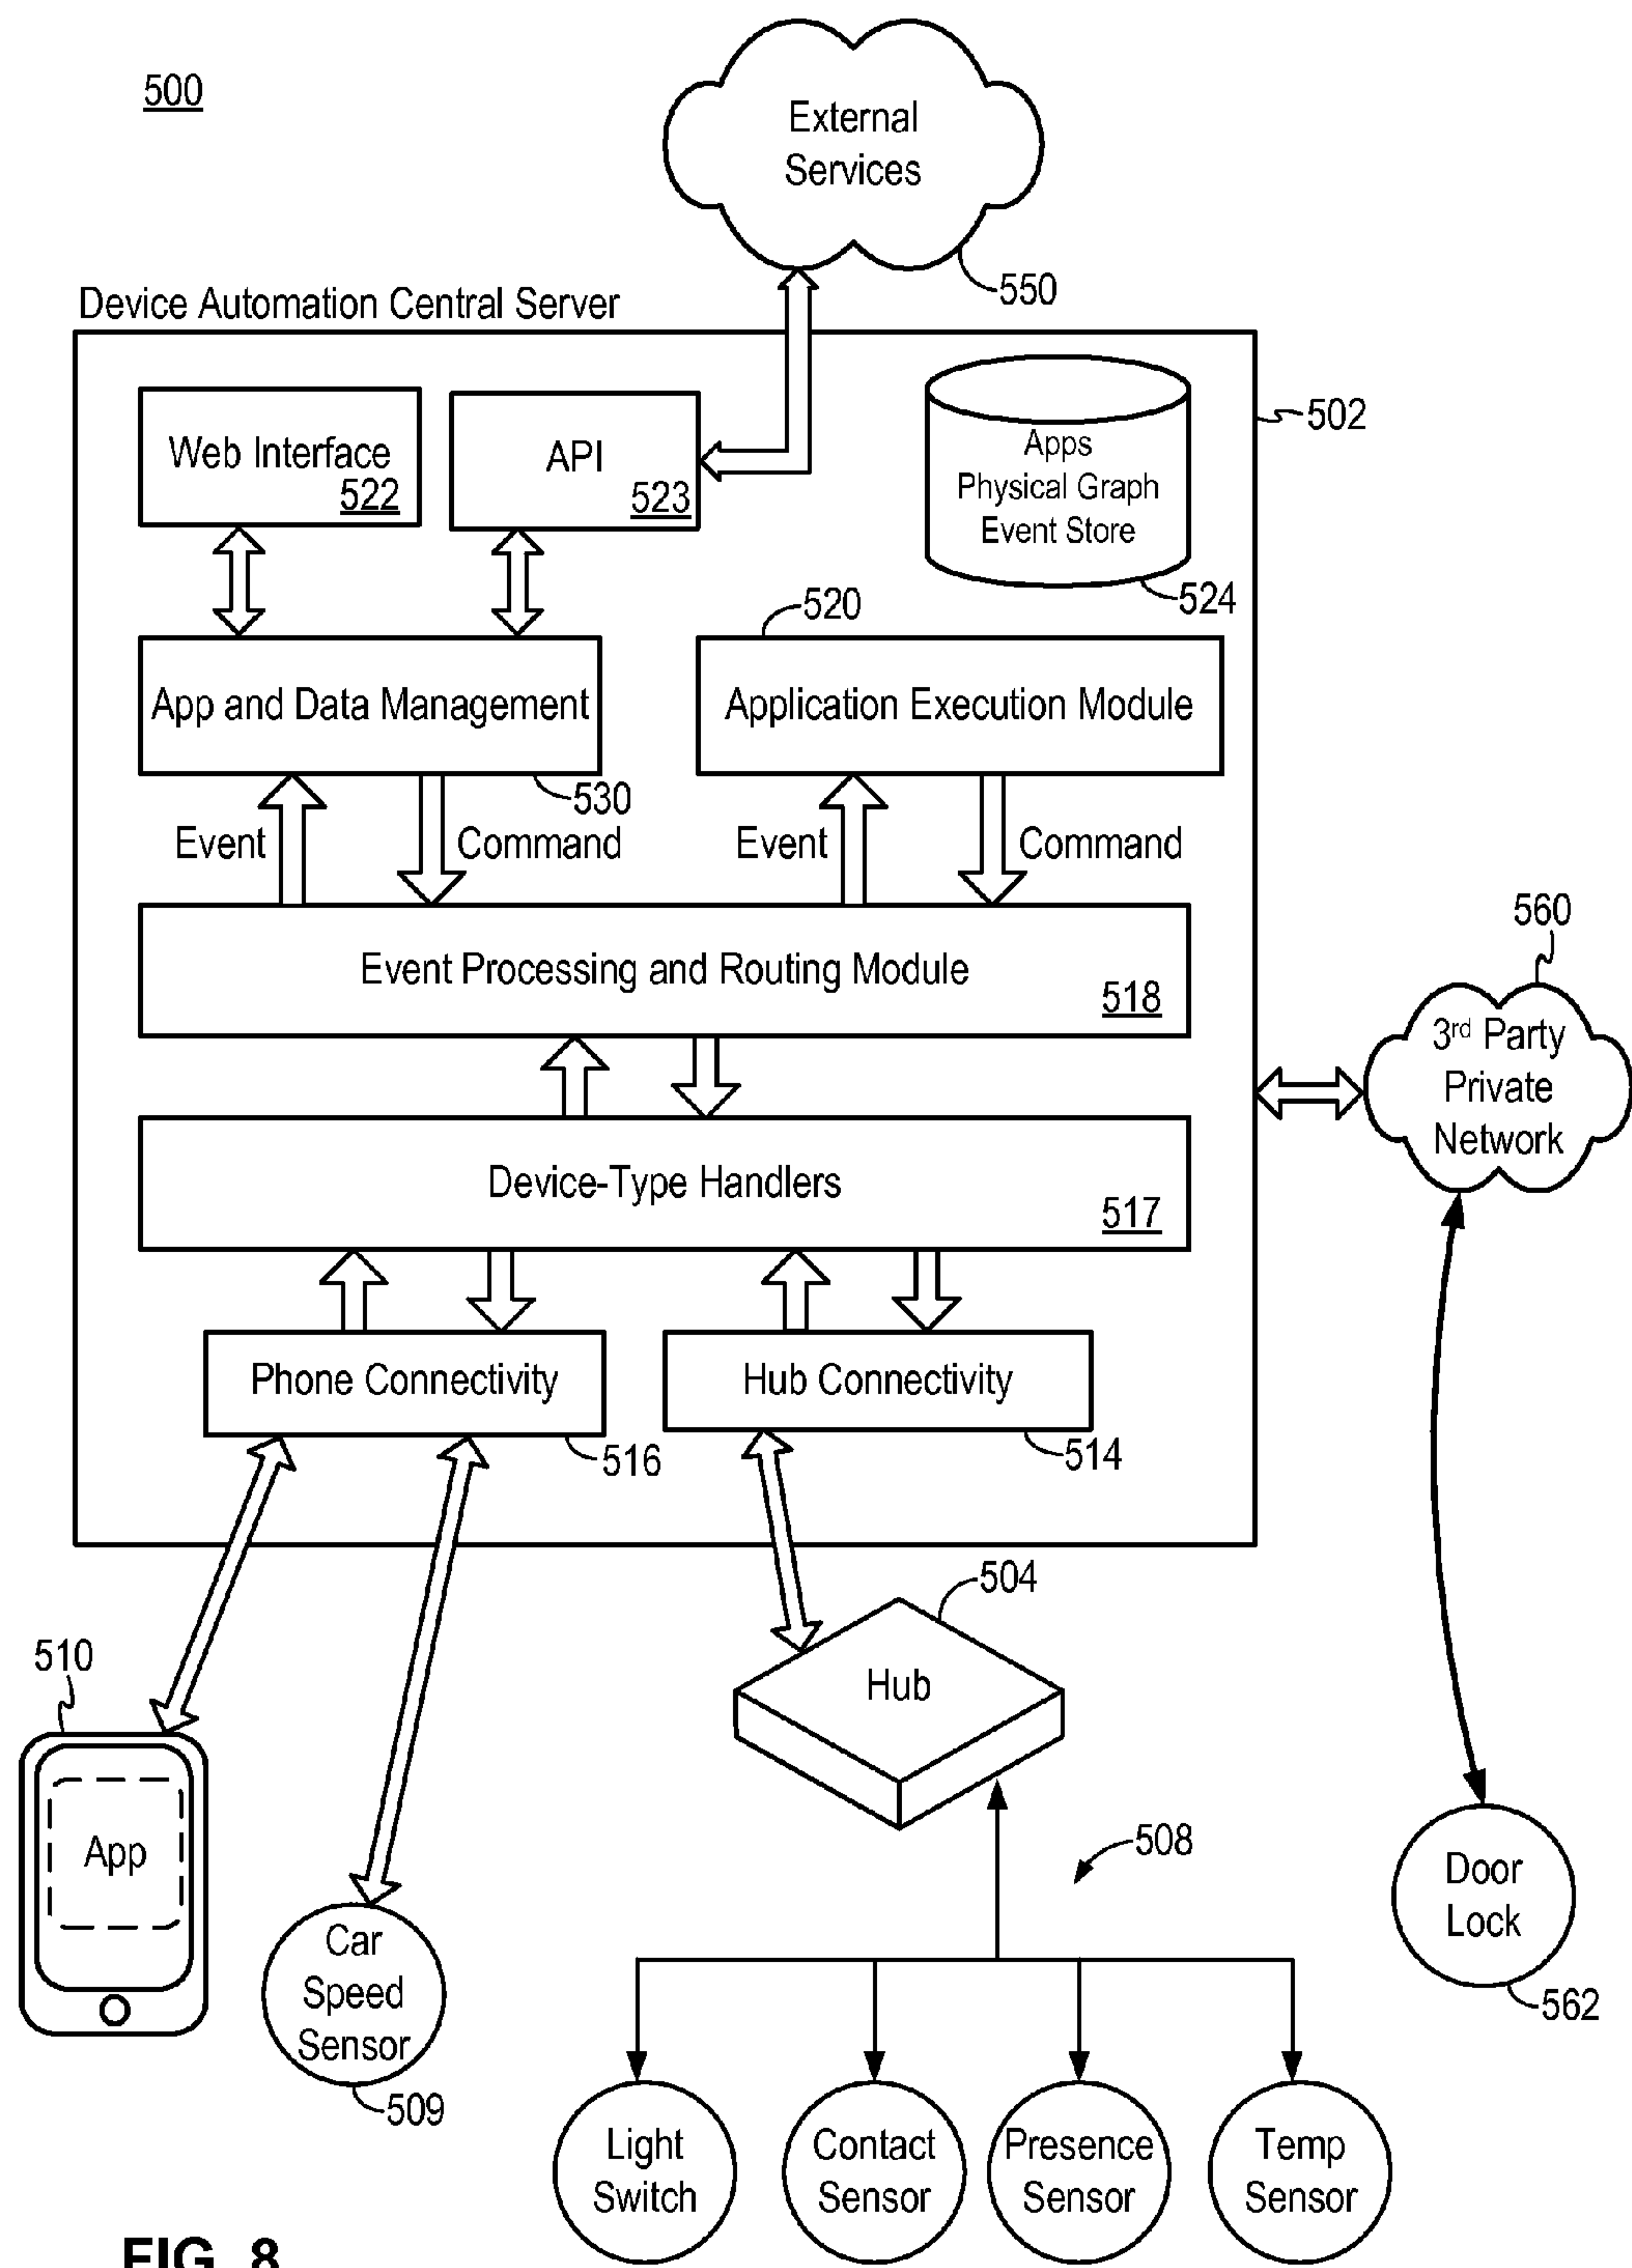 500
External
Services
550
Device Automation Central Server
502
Web Interface
522
API
523
Apps
Physical Graph
Event Store
524
520
App and Data Management
530
Application Execution Module
Event
Command
Event
Command
Event Processing and Routing Module
518
560
3rd Party
Private
Network
Device-Type Handlers
517
Phone Connectivity
516
Hub Connectivity
514
504
Hub
510
App
Car
Speed
Sensor
509
508
Door
Lock
562
Light
Switch
Contact
Sensor
Presence
Sensor
Temp
Sensor
FIG. 8